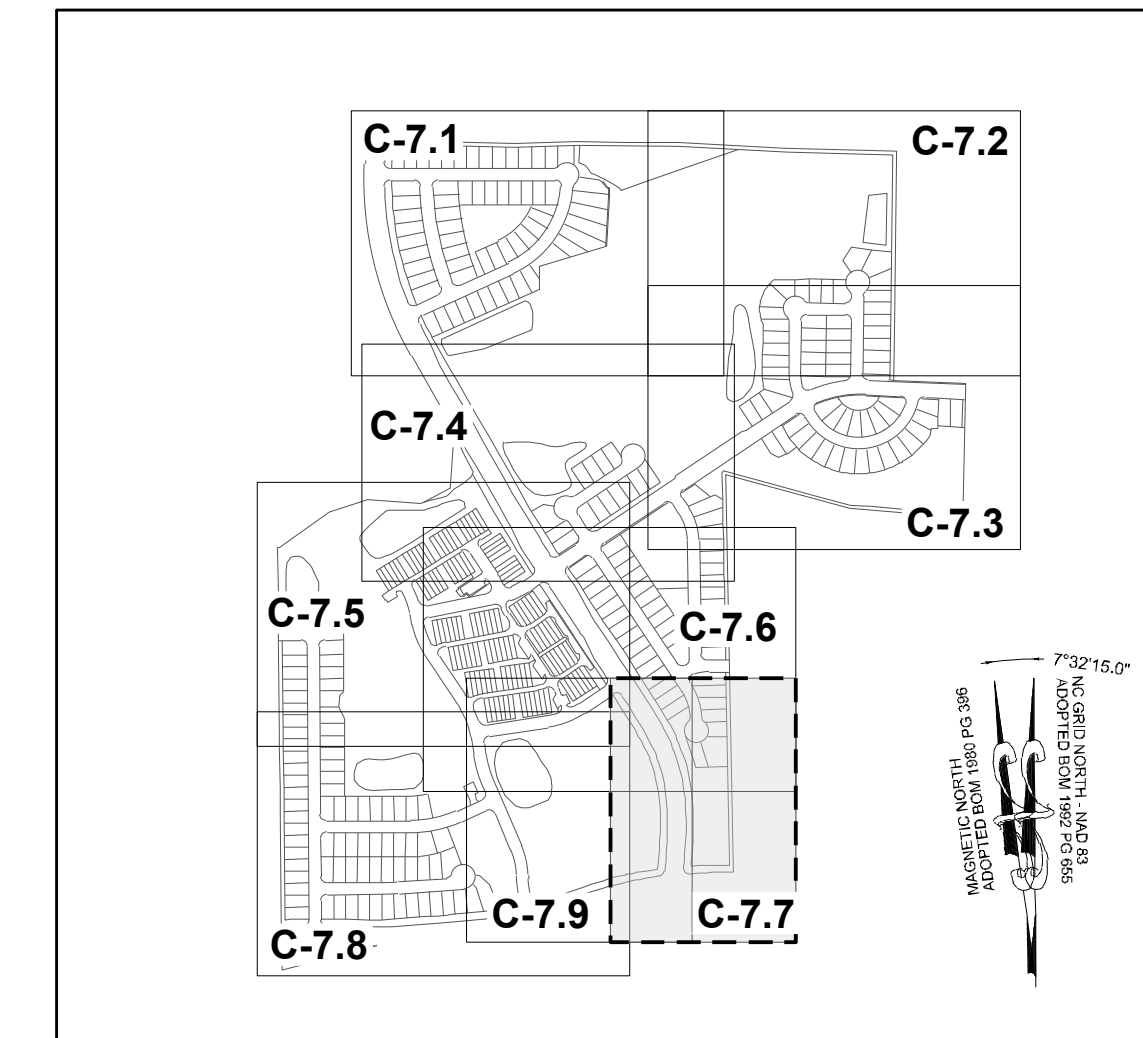 C-7.1
C-7.2
C-7.4
C-7.3
C-7.5
C-7.6
7°32'15.0"
NC GRID NORTH - NAD 83
ADOPTED BOM 1992 PG 655
MAGNETIC NORTH
ADOPTED BOM 1980 PG 396
C-7.9
C-7.7
C-7.8